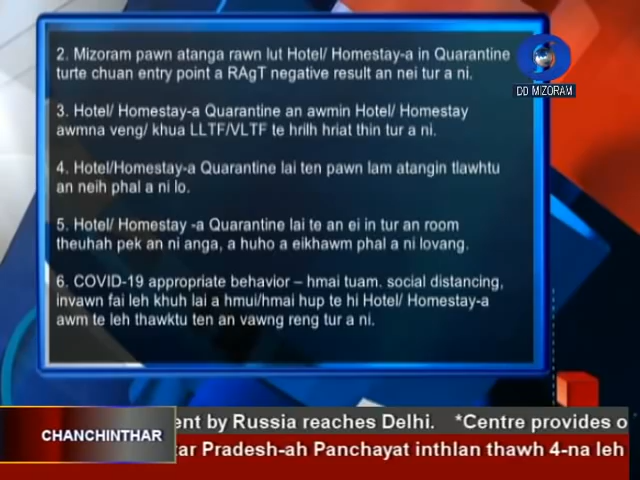 2. Mizoram pawn atanga rawn lut Hotel/ Homestay-a in Quarantine
turte chuan entry point a RAgT negative result an nei tur a ni.
DD MIZORAM
3. Hotel/ Homestay-a Quarantine an awmin Hotel/ Homestay
awmna veng/ khua LLTF/VLTF te hrilh hriat thin tur a ni.
4. Hotel/Homestay-a Quarantine lai ten pawn lam atangin tlawhtu
an neih phal a ni lo.
5. Hotel/ Homestay -a Quarantine lai te an ei in tur an room
theuhah pek an ni anga, a huho a eikhawm phal a ni lovang.
6. COVID-19 appropriate behavior – hmai tuam. social distancing,
invawn fai leh khuh lai a hmui/hmai hup te hi Hotel/ Homestay-a
awm te leh thawktu ten an vawng reng tur a ni.
CHANCHINTHAR
ent by Russia reaches Delhi. *Centre provides o
tar Pradesh-ah Panchayat inthlan thawh 4-na leh